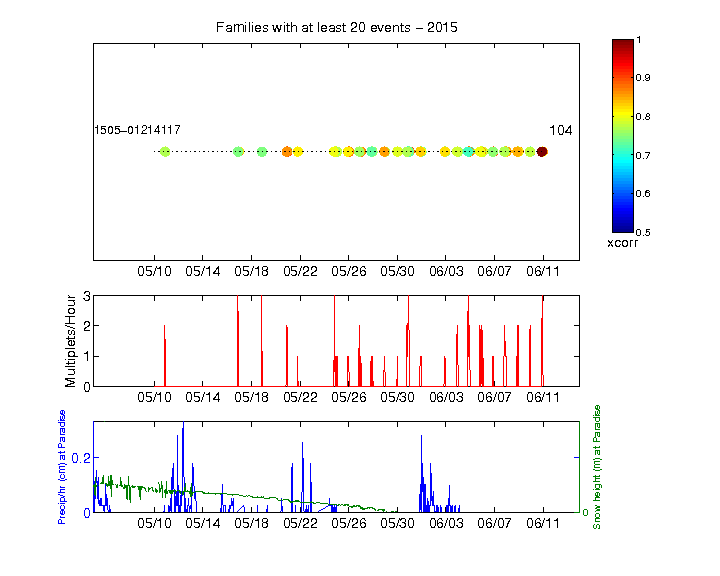 Families with at least 20 events − 2015
1505−01214117
104
05/10 05/14 05/18 05/22 05/26 05/30 06/03 06/07 06/11
1
0.9
0.8
0.7
0.6
0.5
xcorr
Multiplets/Hour
3
2
1
0
05/10 05/14 05/18 05/22 05/26 05/30 06/03 06/07 06/11
Precip/hr (cm) at Paradise
0.2
0
05/10 05/14 05/18 05/22 05/26 05/30 06/03 06/07 06/11
0
Snow height (m) at Paradise